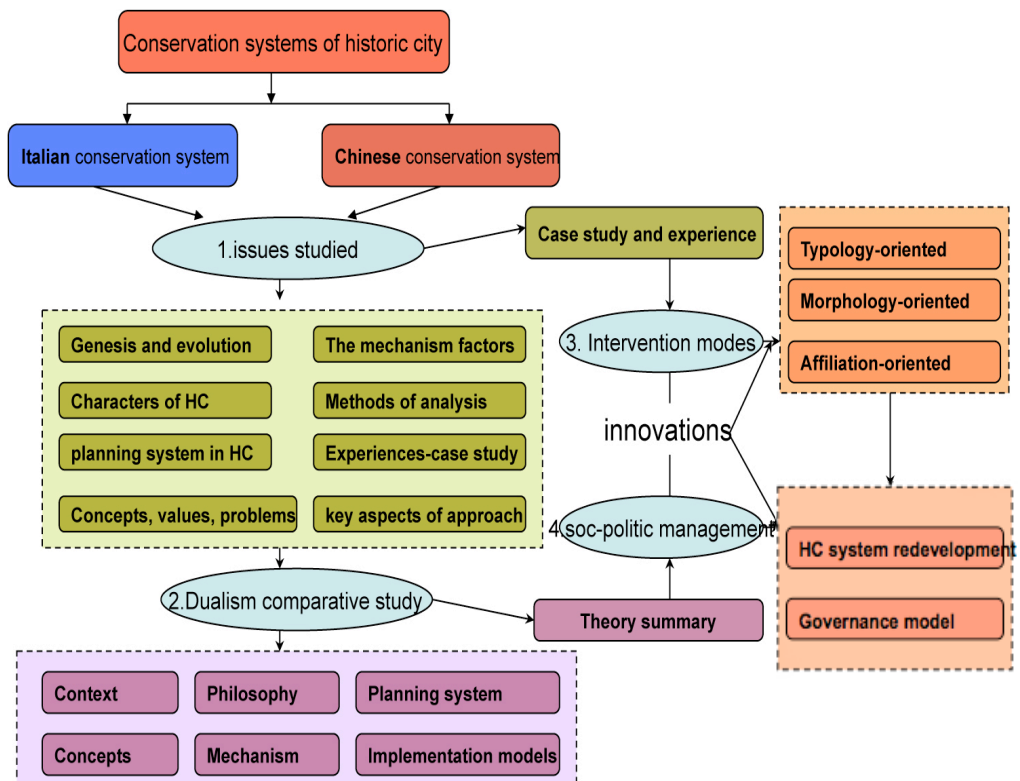 Conservation systems of historic city
Italian conservation system
Chinese conservation system
1.issues studied
Case study and experience
Typology-oriented
Morphology-oriented
Affiliation-oriented
3. Intervention modes
Genesis and evolution
The mechanism factors
Characters of HC
Methods of analysis
planning system in HC
Experiences-case study
Concepts, values, problems
key aspects of approach
innovations
4.soc-politic management
HC system redevelopment
Governance model
2.Dualism comparative study
Theory summary
Context
Philosophy
Planning system
Concepts
Mechanism
Implementation models